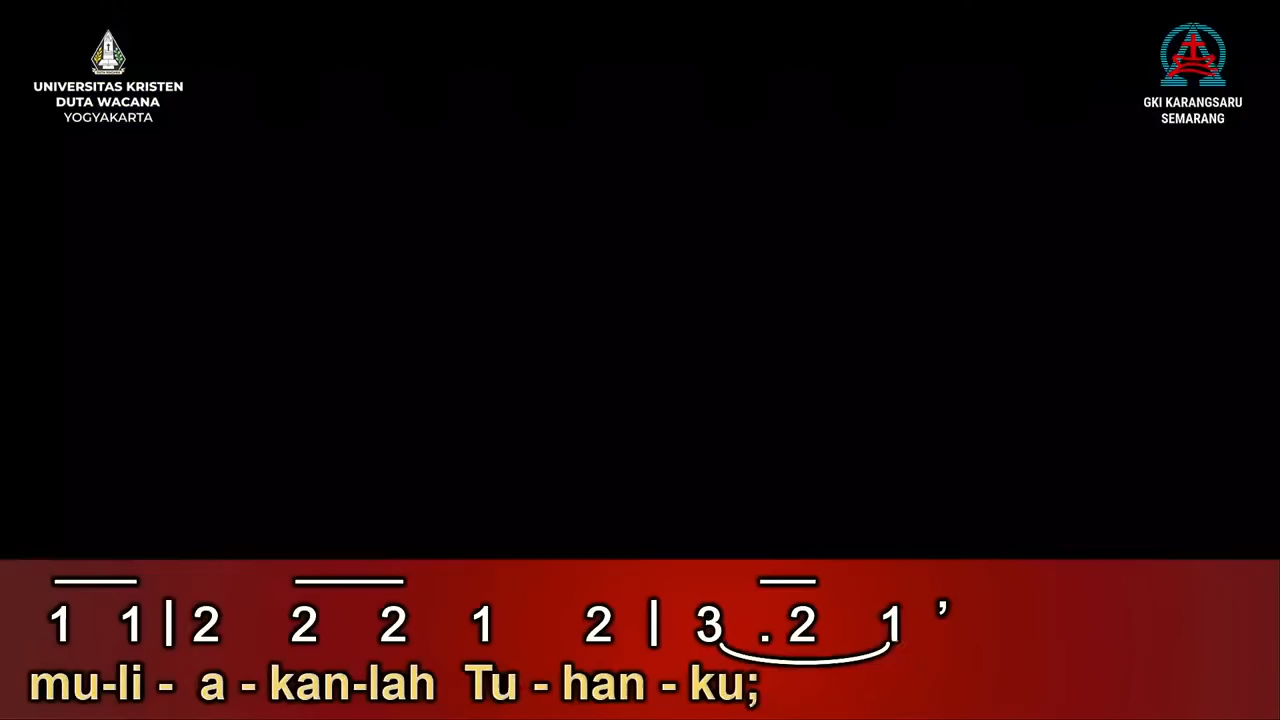 UNIVERSITAS KRISTEN
DUTA WACANA
YOGYAKARTA
GKI KARANGSARU
SEMARANG
1 1 | 2 2 2 1 2 | 3 . 2 1 ’
mu-li - a - kan-lah Tu - han - ku;